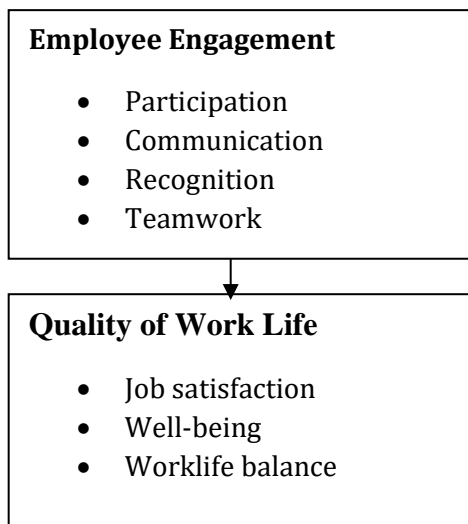 Employee Engagement
• Participation
• Communication
• Recognition
• Teamwork
Quality of Work Life
• Job satisfaction
• Well-being
• Worklife balance